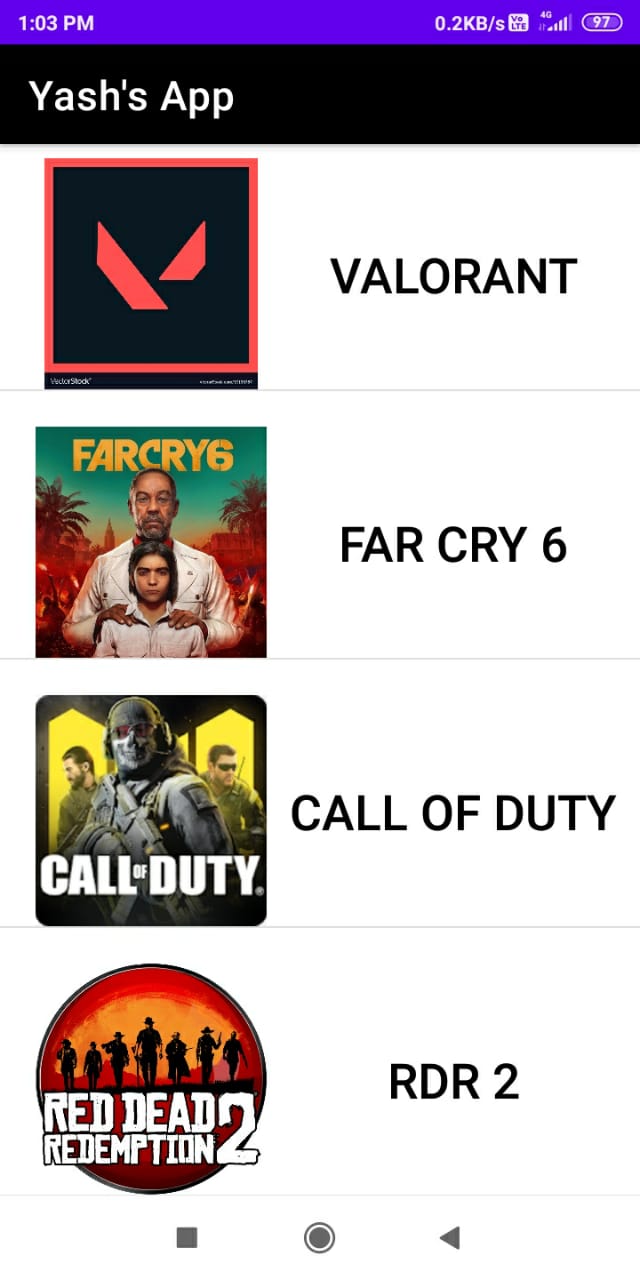 1:03 PM
0.2KB/s Vo LTE 4G 97
Yash's App
VectorStock®
VALORANT
FARCRY6
FAR CRY 6
CALL OF DUTY®
CALL OF DUTY
RED DEAD
REDEMPTION 2
RDR 2